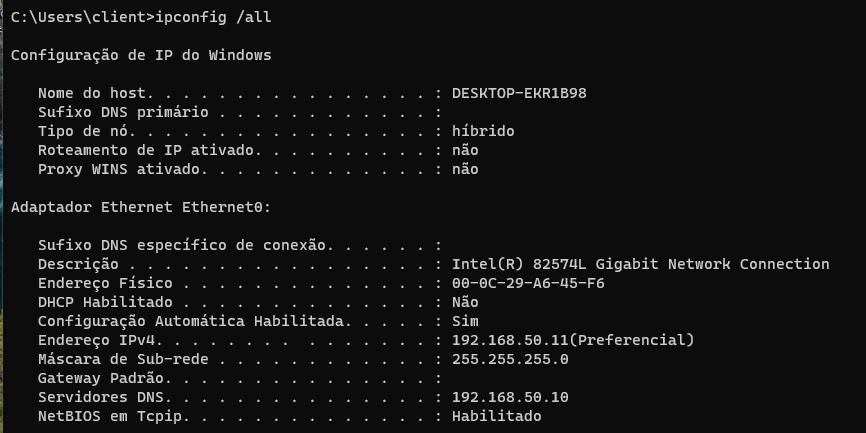 C:\Users\client>ipconfig /all
Configuração de IP do Windows
Nome do host. . . . . . . . . . . . . . . . : DESKTOP-EKR1B98
Sufixo DNS primário . . . . . . . . . . . . :
Tipo de nó. . . . . . . . . . . . . . . . . : híbrido
Roteamento de IP ativado. . . . . . . . . . : não
Proxy WINS ativado. . . . . . . . . . . . . : não
Adaptador Ethernet Ethernet0:
Sufixo DNS específico de conexão. . . . . . :
Descrição . . . . . . . . . . . . . . . . . : Intel(R) 82574L Gigabit Network Connection
Endereço Físico . . . . . . . . . . . . . . : 00-0C-29-A6-45-F6
DHCP Habilitado . . . . . . . . . . . . . . : Não
Configuração Automática Habilitada. . . . . : Sim
Endereço IPv4. . . . . . . .  . . . . . . . : 192.168.50.11(Preferencial)
Máscara de Sub-rede . . . . . . . . . . . . : 255.255.255.0
Gateway Padrão. . . . . . . . . . . . . . . :
Servidores DNS. . . . . . . . . . . . . . . : 192.168.50.10
NetBIOS em Tcpip. . . . . . . . . . . . . . : Habilitado